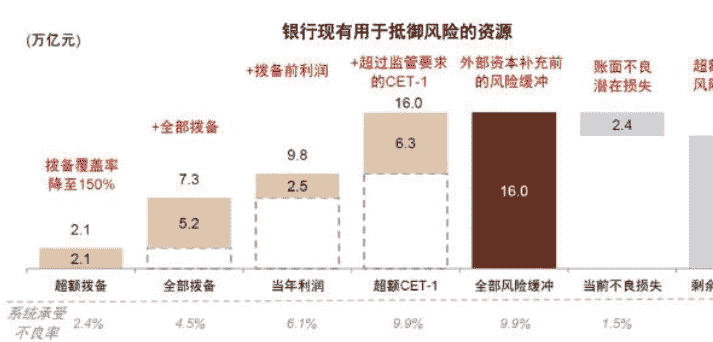 银行现有用于抵御风险的资源
(万亿元)
拨备覆盖率
降至150%
+全部拨备
+拨备前利润
+超过监管要求
的CET-1
外部资本补充前
的风险缓冲
账面不良
潜在损失
超额
风
2.1
7.3
9.8
16.0
2.1
5.2
2.5
6.3
16.0
2.4
超额拨备
全部拨备
当年利润
超额CET-1
全部风险缓冲
当前不良损失
剩余
系统承受
不良率
2.4%
4.5%
6.1%
9.9%
9.9%
1.5%